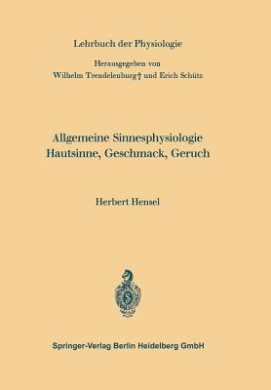 Lehrbuch der Physiologie
Herausgegeben von
Wilhelm Trendelenburg† und Erich Schütz
Allgemeine Sinnesphysiologie
Hautsinne, Geschmack, Geruch
Herbert Hensel
Springer-Verlag Berlin Heidelberg GmbH